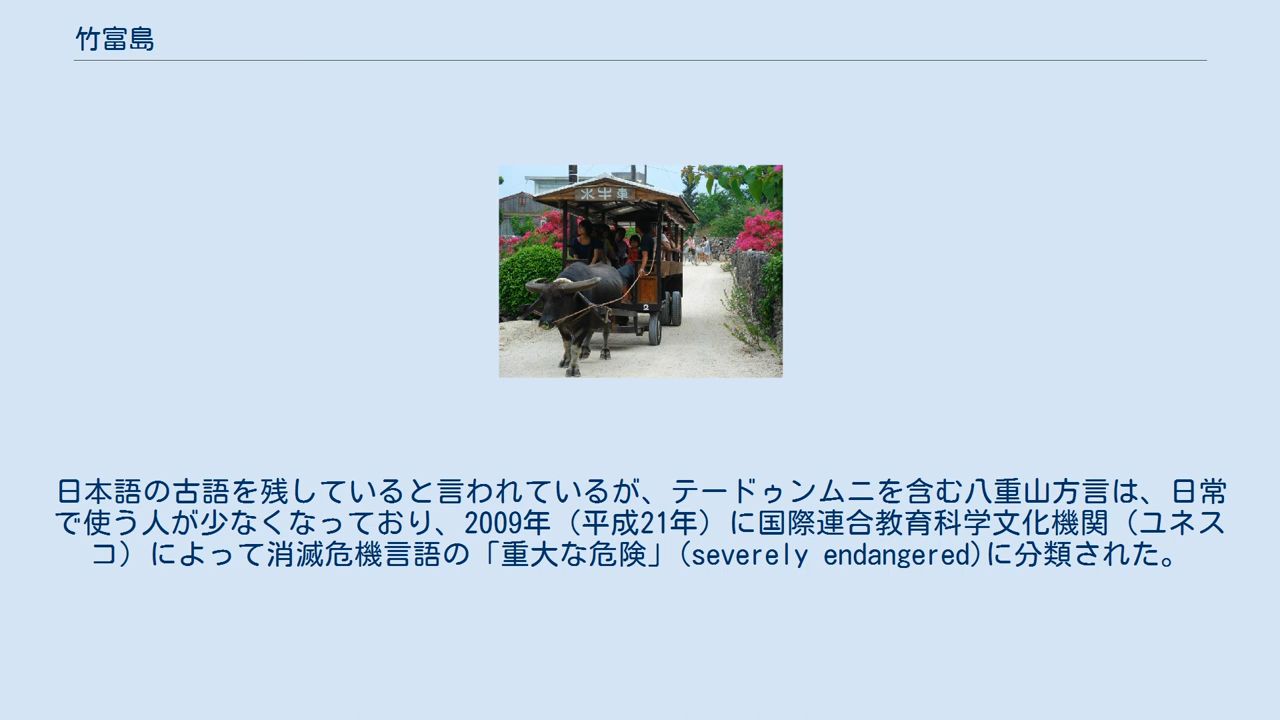 竹富島
水牛車
日本語の古語を残していると言われているが、テードゥンムニを含む八重山方言は、日常
で使う人が少なくなっており、2009年（平成21年）に国際連合教育科学文化機関（ユネス
コ）によって消滅危機言語の「重大な危険」(severely endangered)に分類された。